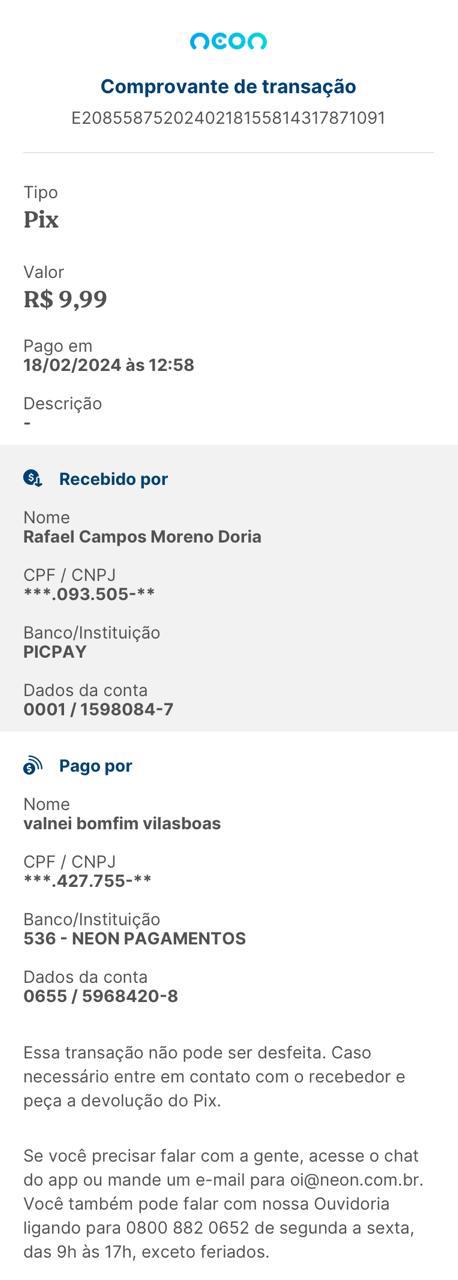 neon
Comprovante de transação
E2085587520240218155814317871091
Tipo
Pix
Valor
R$ 9,99
Pago em
18/02/2024 às 12:58
Descrição
-
Recebido por
Nome
Rafael Campos Moreno Doria
CPF / CNPJ
***.093.505-**
Banco/Instituição
PICPAY
Dados da conta
0001 / 1598084-7
Pago por
Nome
valnei bomfim vilasboas
CPF / CNPJ
***.427.755-**
Banco/Instituição
536 - NEON PAGAMENTOS
Dados da conta
0655 / 5968420-8
Essa transação não pode ser desfeita. Caso
necessário entre em contato com o recebedor e
peça a devolução do Pix.
Se você precisar falar com a gente, acesse o chat
do app ou mande um e-mail para oi@neon.com.br.
Você também pode falar com nossa Ouvidoria
ligando para 0800 882 0652 de segunda a sexta,
das 9h às 17h, exceto feriados.